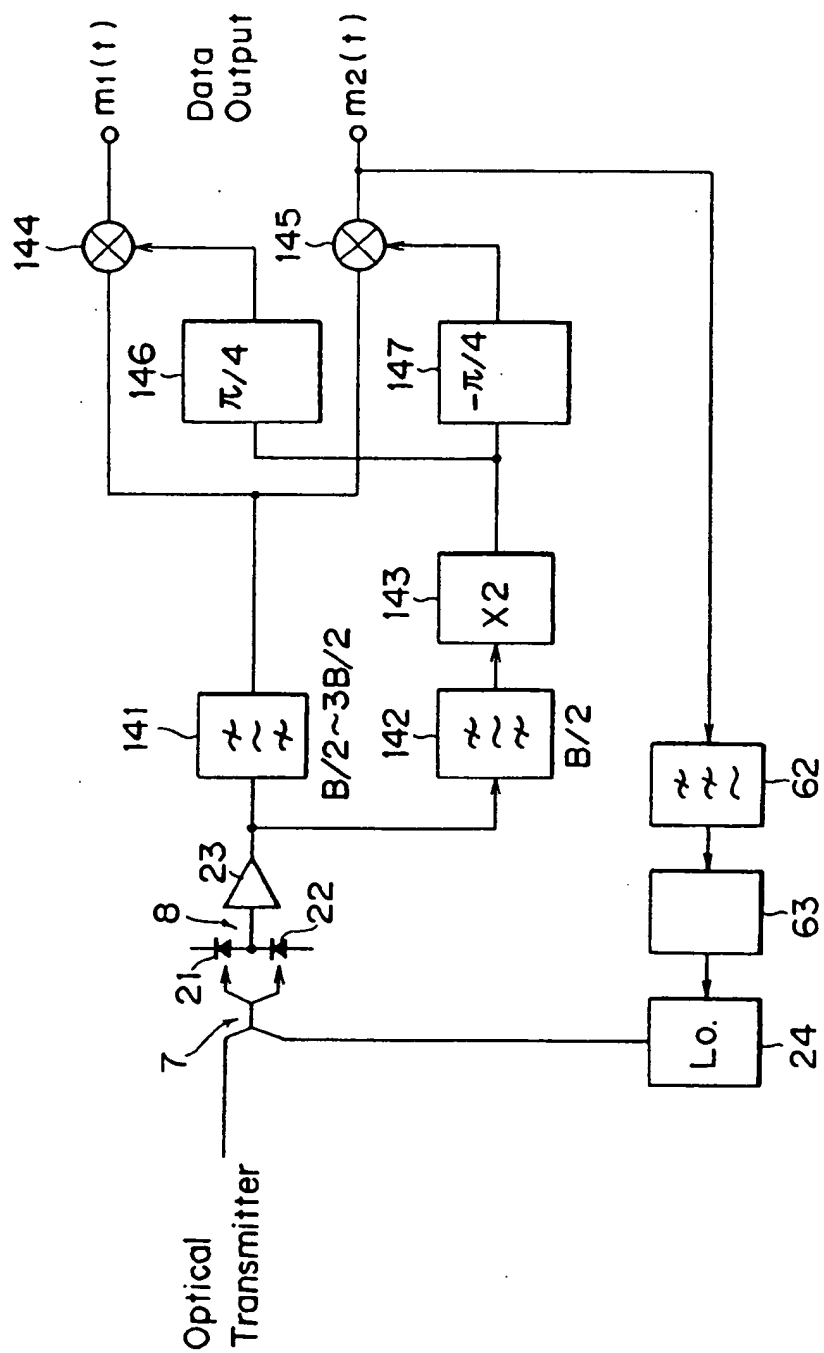 Optical
Transmitter
7
21
8
22
23
141
B/2~3B/2
142
B/2
143
X2
146
π/4
147
-π/4
144
145
m1(t)
Data
Output
m2(t)
L.O.
24
63
62